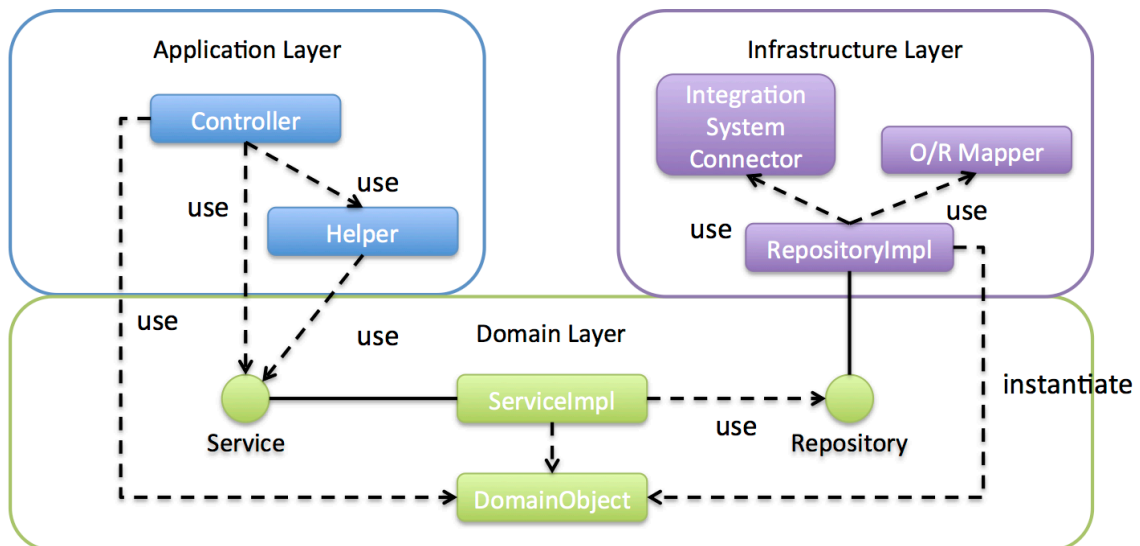 Application Layer
Infrastructure Layer
Controller
Integration
System
Connector
O/R Mapper
use
use
Helper
use
use
RepositoryImpl
use
use
Domain Layer
instantiate
ServiceImpl
use
Service
Repository
DomainObject